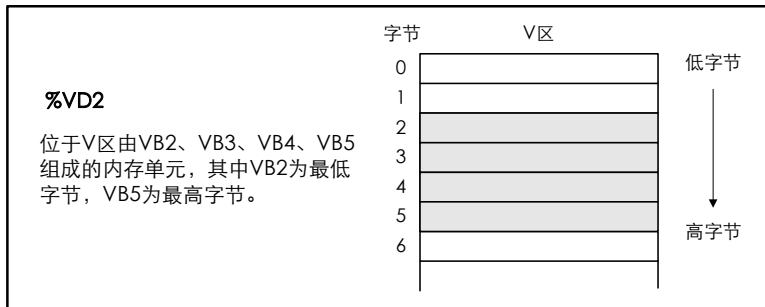 字节
V区
0
低字节
1
%VD2
2
位于V区由VB2、VB3、VB4、VB5
3
组成的内存单元，其中VB2为最低
4
字节，VB5为最高字节。
5
高字节
6